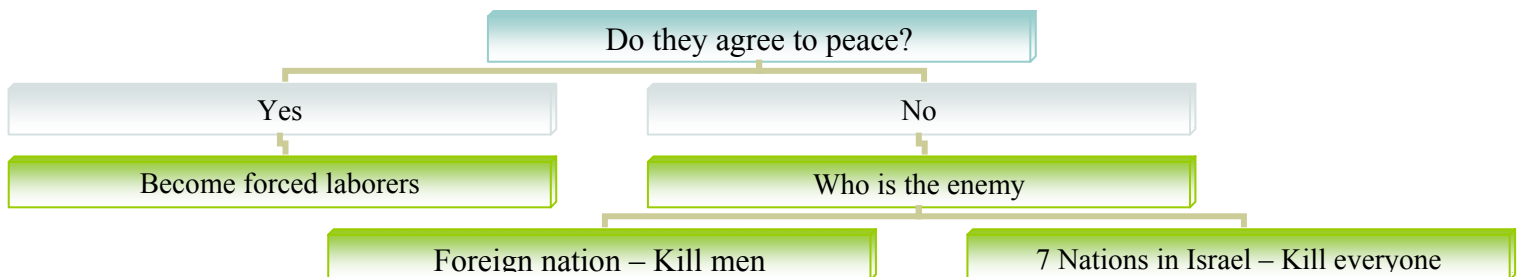 Do they agree to peace?
Yes
No
Become forced laborers
Who is the enemy
Foreign nation – Kill men
7 Nations in Israel – Kill everyone